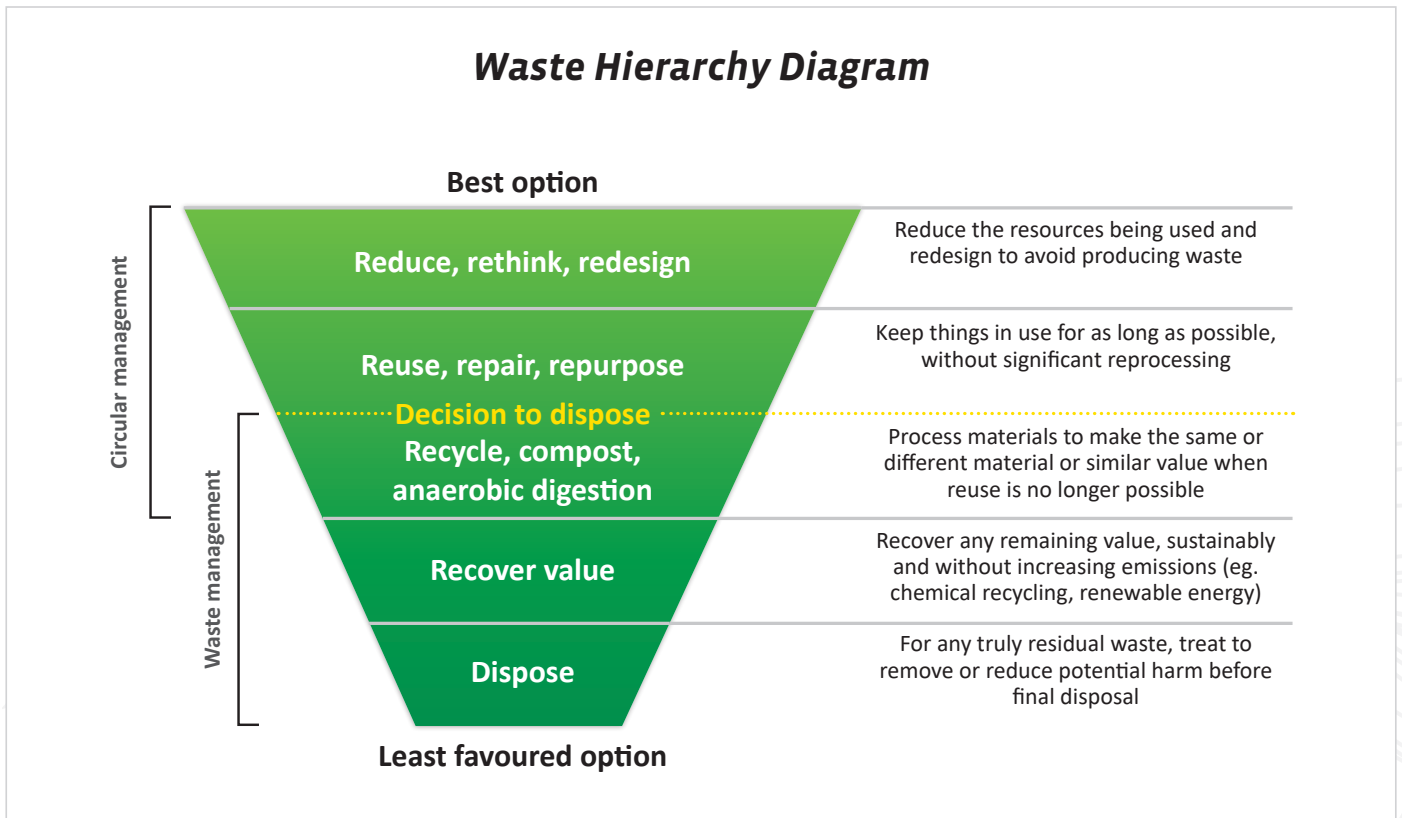 Waste Hierarchy Diagram
Best option
Circular management
Waste management
Reduce, rethink, redesign
Reduce the resources being used and
redesign to avoid producing waste
Reuse, repair, repurpose
Keep things in use for as long as possible,
without significant reprocessing
Decision to dispose
Recycle, compost,
anaerobic digestion
Process materials to make the same or
different material or similar value when
reuse is no longer possible
Recover value
Recover any remaining value, sustainably
and without increasing emissions (eg.
chemical recycling, renewable energy)
Dispose
For any truly residual waste, treat to
remove or reduce potential harm before
final disposal
Least favoured option